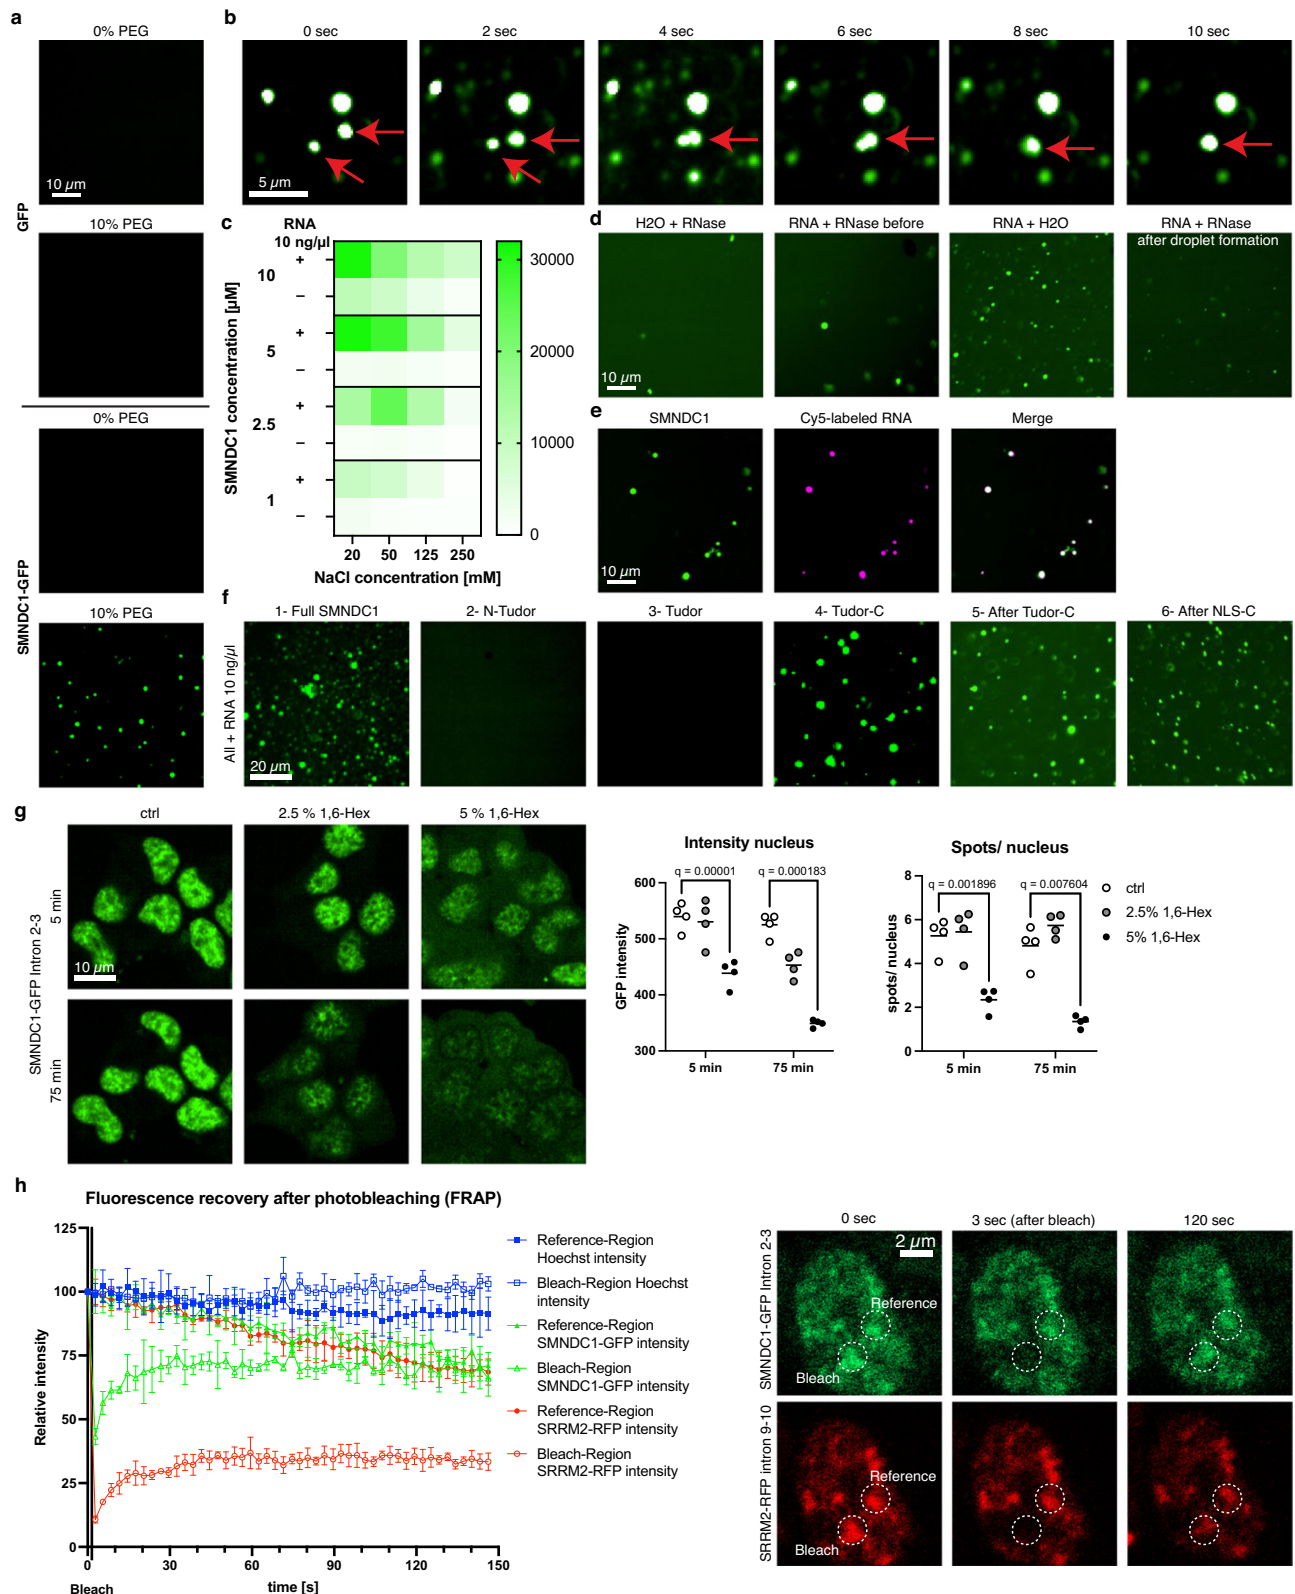 a
0% PEG
10 µm
10% PEG
GFP
0% PEG
10% PEG
SMNDC1-GFP
b
0 sec
2 sec
4 sec
6 sec
8 sec
10 sec
5 µm
c
RNA
10 ng/µl
SMNDC1 concentration [µM]
10
+
–
5
+
–
2.5
+
–
1
+
–
20
50
125
250
NaCl concentration [mM]
30000
20000
10000
0
d
H2O + RNase
RNA + RNase before
RNA + H2O
RNA + RNase
after droplet formation
10 µm
e
SMNDC1
Cy5-labeled RNA
Merge
10 µm
f
1- Full SMNDC1
2- N-Tudor
3- Tudor
4- Tudor-C
5- After Tudor-C
6- After NLS-C
All + RNA 10 ng/µl
20 µm
g
ctrl
2.5 % 1,6-Hex
5 % 1,6-Hex
SMNDC1-GFP Intron 2-3
5 min
75 min
10 µm
Intensity nucleus
q = 0.00001
q = 0.000183
GFP intensity
600
500
400
300
5 min
75 min
Spots/ nucleus
q = 0.001896
q = 0.007604
spots/ nucleus
8
6
4
2
0
5 min
75 min
ctrl
2.5% 1,6-Hex
5% 1,6-Hex
h
Fluorescence recovery after photobleaching (FRAP)
Relative intensity
125
100
75
50
25
0
0
30
60
90
120
150
Bleach
time [s]
Reference-Region
Hoechst intensity
Bleach-Region Hoechst
intensity
Reference-Region
SMNDC1-GFP intensity
Bleach-Region
SMNDC1-GFP intensity
Reference-Region
SRRM2-RFP intensity
Bleach-Region
SRRM2-RFP intensity
0 sec
3 sec (after bleach)
120 sec
SMNDC1-GFP Intron 2-3
2 µm
Reference
Bleach
SRRM2-RFP intron 9-10
Reference
Bleach